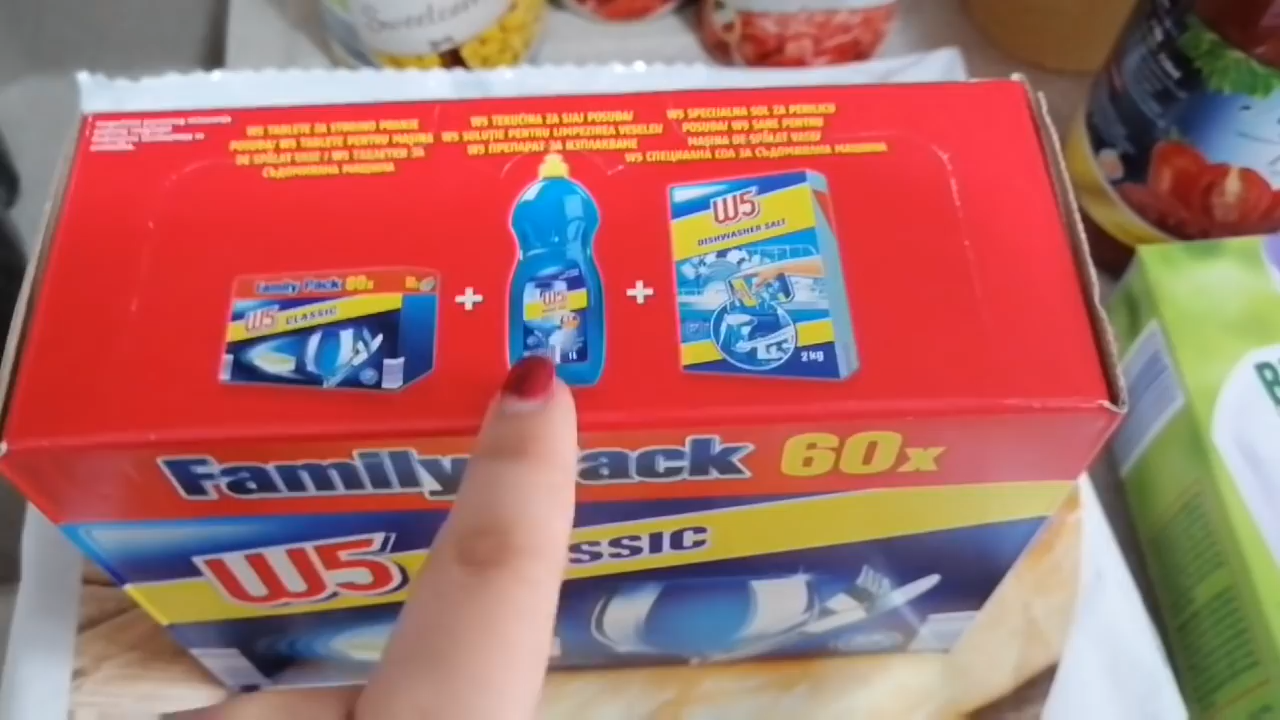 Sweetcorn
W5 TABLETE ZA STROJNO PRANJE
POSUĐA/ W5 TABLETE PENTRU MAȘINA
DE SPĂLAT VASE / W5 ТАБЛЕТКИ ЗА
СЪДОМИЯЛНА МАШИНА
W5 TEKUĆINA ZA SJAJ POSUĐA/
W5 SOLUȚIE PENTRU LIMPEZIREA VESELEI/
W5 ПРЕПАРАТ ЗА ИЗПЛАКВАНЕ
W5 SPECIJALNA SOL ZA PERILICU
POSUĐA/ W5 SARE PENTRU
MAȘINA DE SPĂLAT VASE/
W5 СПЕЦИАЛНА СОЛ ЗА СЪДОМИЯЛНА МАШИНА
Family Pack 60x
W5 CLASSIC
+
W5
1L
+
W5
DISHWASHER SALT
2kg
Family ack 60x
W5 SSIC
B